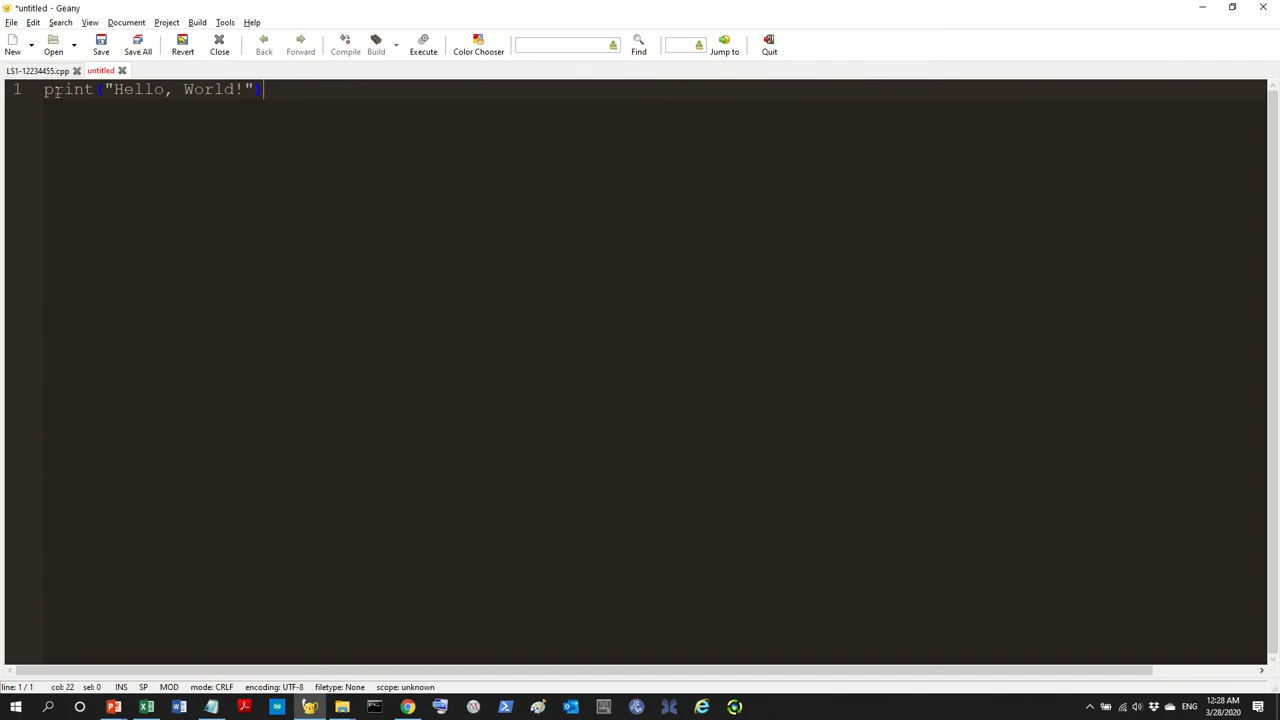 *untitled - Geany
File Edit Search View Document Project Build Tools Help
New Open Save Save All Revert Close Back Forward Compile Build Execute Color Chooser Find Jump to Quit
LS1-12234455.cpp untitled
1 print("Hello, World!")
line: 1 / 1 col: 22 sel: 0 INS SP MOD mode: CRLF encoding: UTF-8 filetype: None scope: unknown
ENG 12:28 AM
3/28/2020